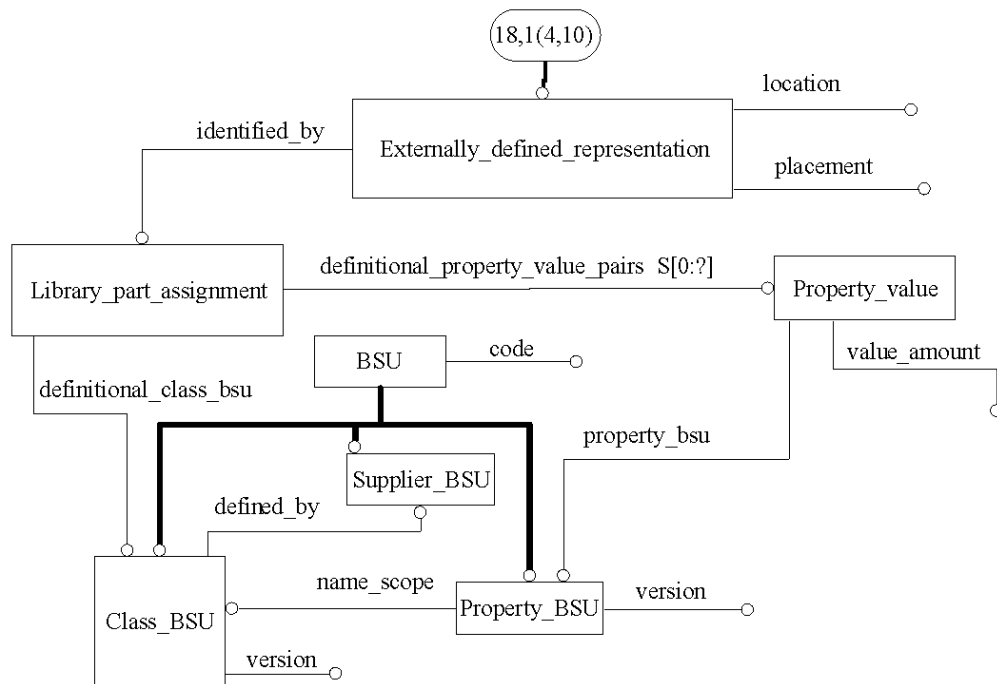 18,1(4,10)
location
identified_by
Externally_defined_representation
placement
definitional_property_value_pairs S[0:?]
Library_part_assignment
Property_value
code
BSU
value_amount
definitional_class_bsu
property_bsu
Supplier_BSU
defined_by
name_scope
version
Property_BSU
Class_BSU
version